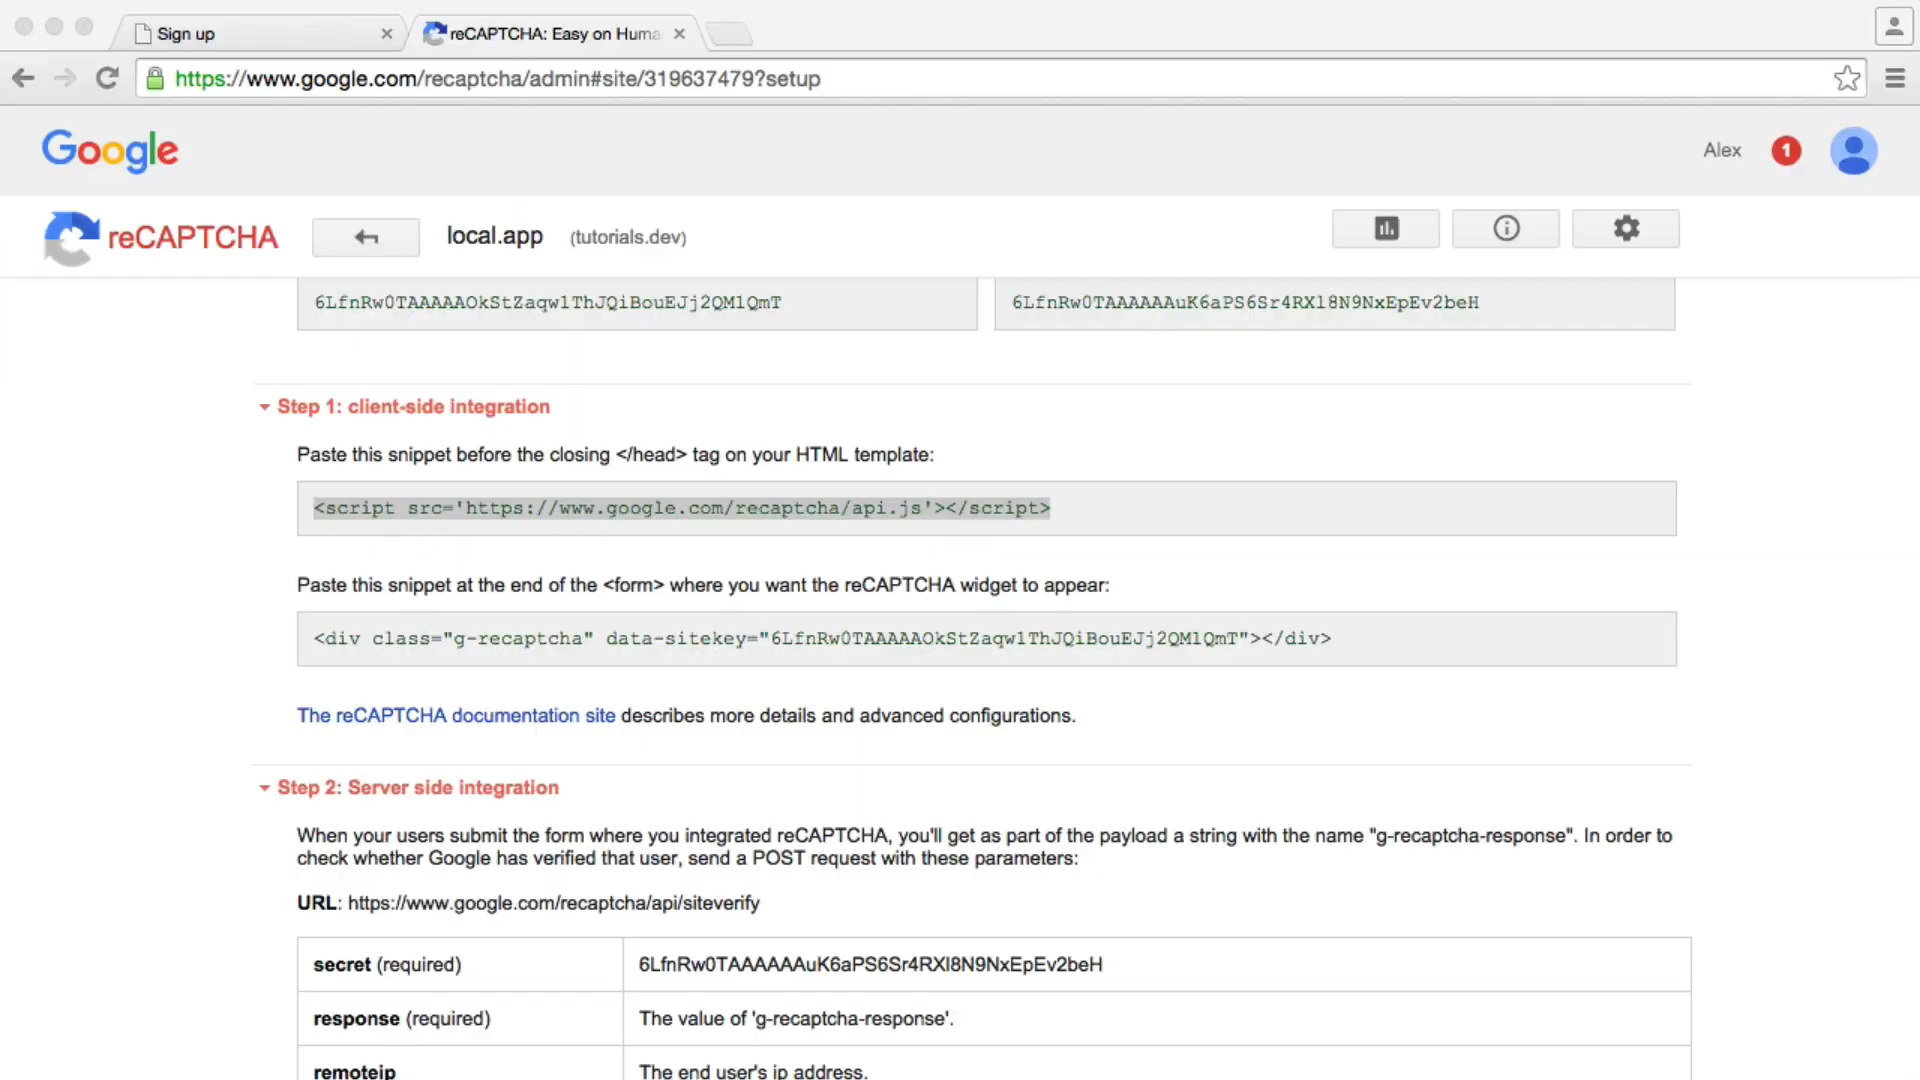 Sign up
reCAPTCHA: Easy on Huma
https://www.google.com/recaptcha/admin#site/319637479?setup
Google
Alex
1
reCAPTCHA
local.app (tutorials.dev)
6LfnRw0TAAAAAOkStZaqw1ThJQiBouEJj2QM1QmT
6LfnRw0TAAAAAAuK6aPS6Sr4RXl8N9NxEpEv2beH
Step 1: client-side integration
Paste this snippet before the closing </head> tag on your HTML template:
<script src='https://www.google.com/recaptcha/api.js'></script>
Paste this snippet at the end of the <form> where you want the reCAPTCHA widget to appear:
<div class="g-recaptcha" data-sitekey="6LfnRw0TAAAAAOkStZaqw1ThJQiBouEJj2QM1QmT"></div>
The reCAPTCHA documentation site describes more details and advanced configurations.
Step 2: Server side integration
When your users submit the form where you integrated reCAPTCHA, you'll get as part of the payload a string with the name "g-recaptcha-response". In order to
check whether Google has verified that user, send a POST request with these parameters:
URL: https://www.google.com/recaptcha/api/siteverify
secret (required)
6LfnRw0TAAAAAAuK6aPS6Sr4RXl8N9NxEpEv2beH
response (required)
The value of 'g-recaptcha-response'.
remoteip
The end user's ip address.